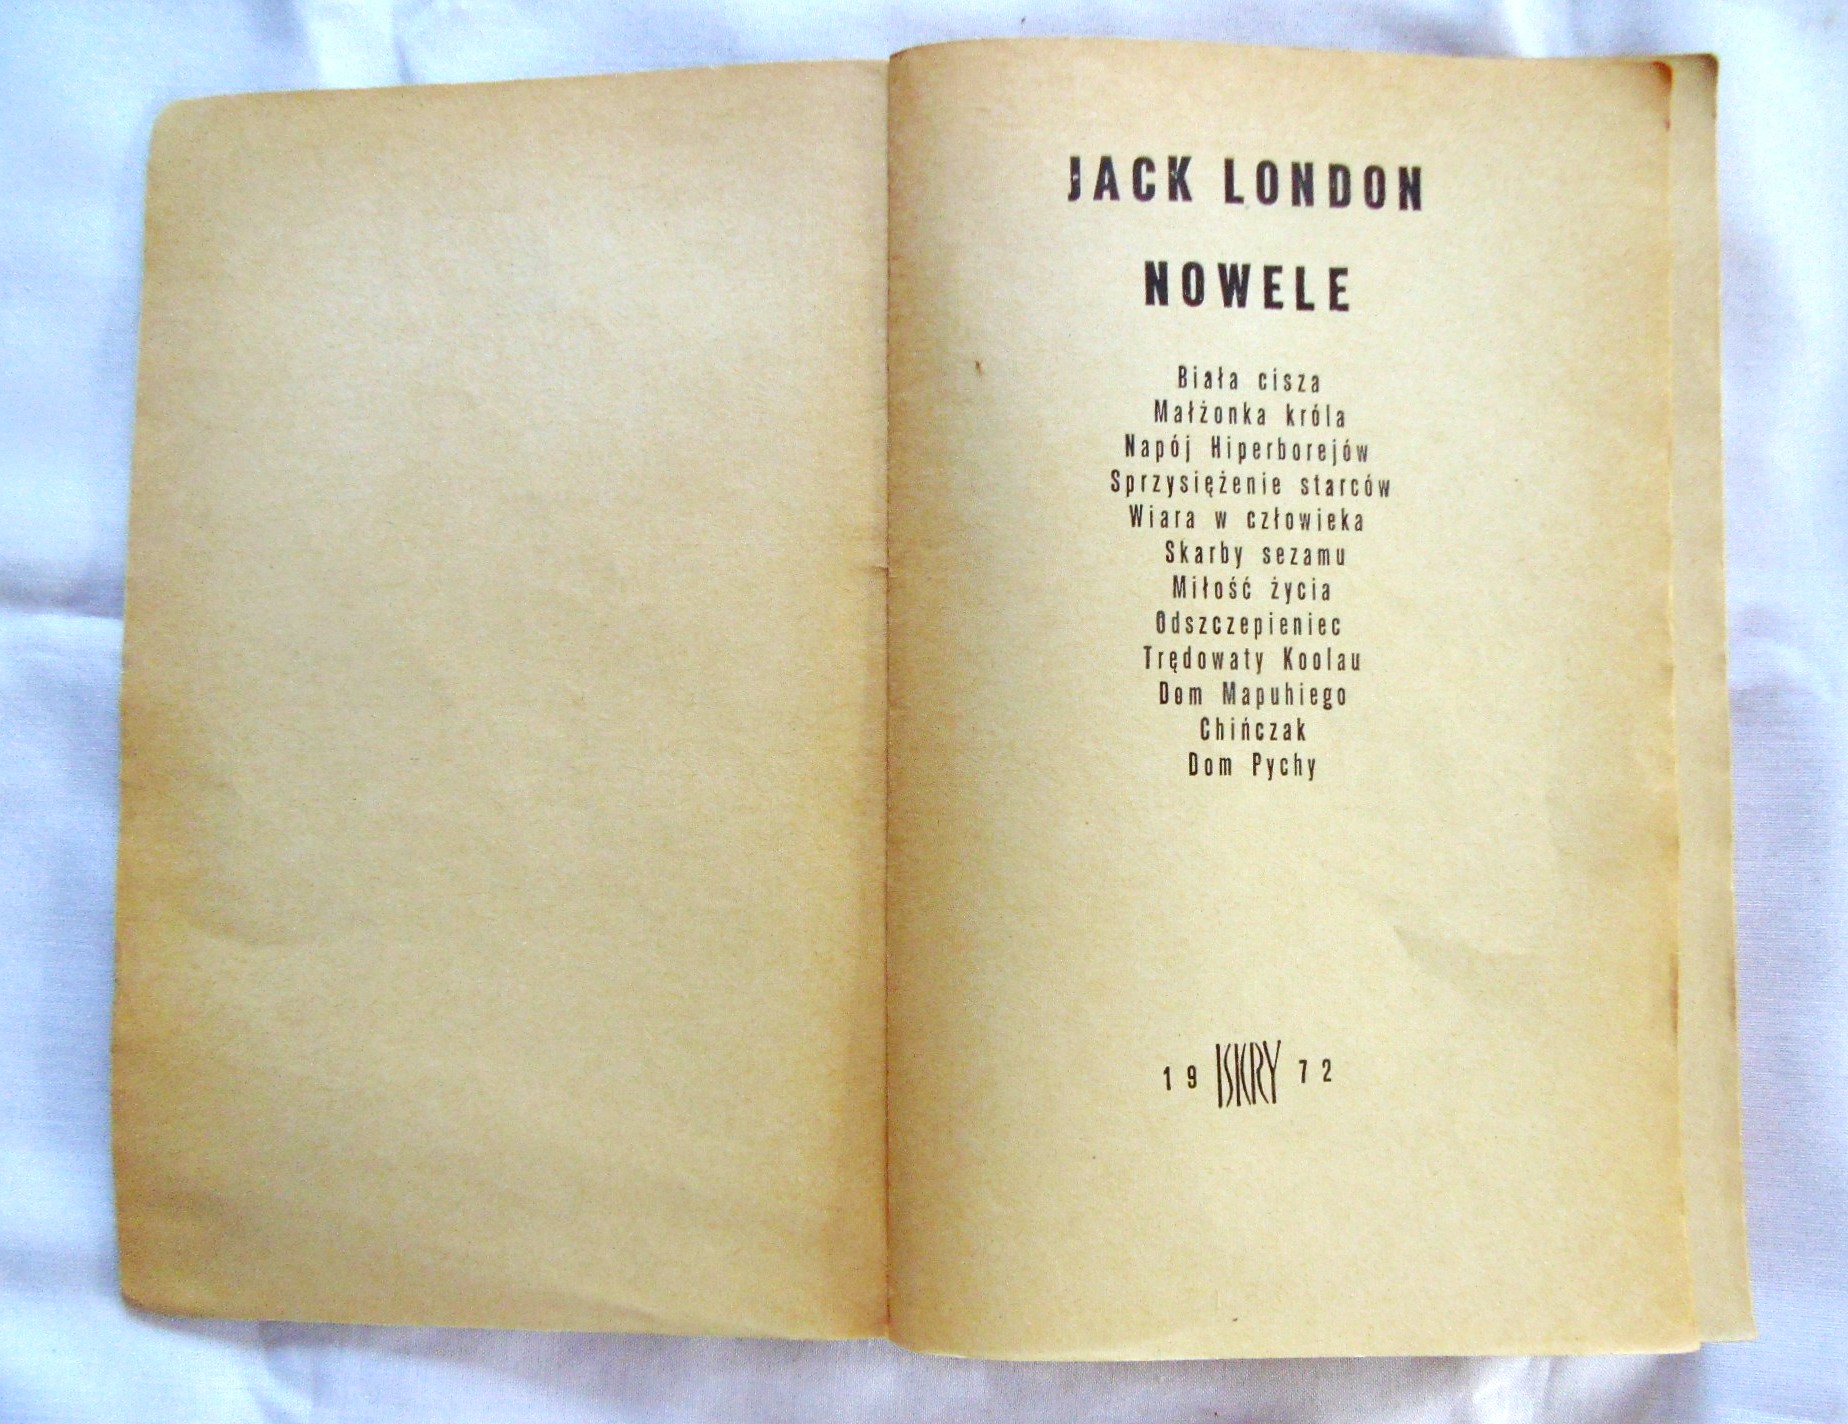 JACK LONDON
NOWELE
Biała cisza
Małżonka króla
Napój Hiperborejów
Sprzysiężenie starców
Wiara w człowieka
Skarby sezamu
Miłość życia
Odszczepieniec
Trędowaty Koolau
Dom Mapuhiego
Chińczak
Dom Pychy
19 ISKRY 72